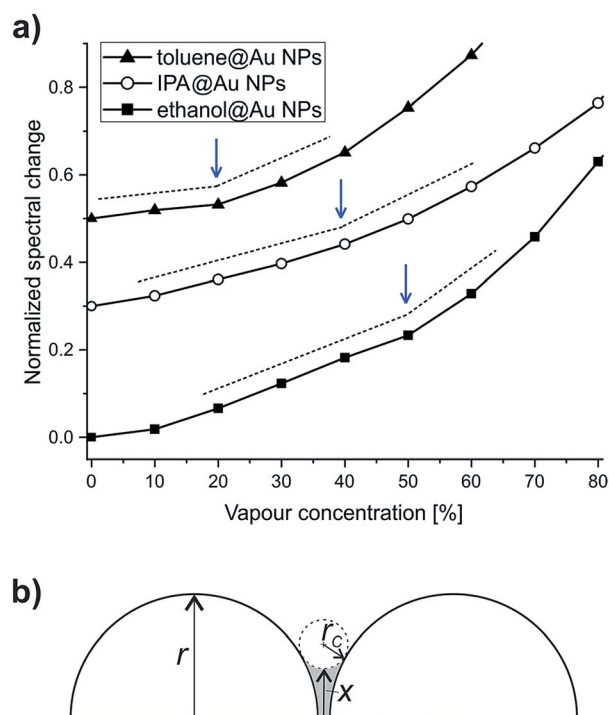 a)
toluene@Au NPs
IPA@Au NPs
ethanol@Au NPs
Normalized spectral change
0.8
0.6
0.4
0.2
0.0
0 10 20 30 40 50 60 70 80
Vapour concentration [%]
b)
r
r_C
x